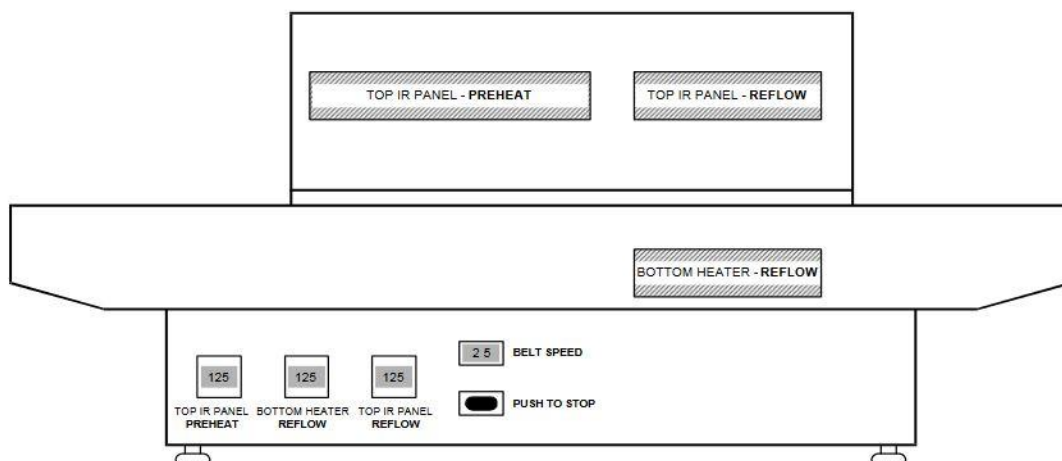 TOP IR PANEL - PREHEAT
TOP IR PANEL - REFLOW
BOTTOM HEATER - REFLOW
125
TOP IR PANEL
PREHEAT
125
BOTTOM HEATER
REFLOW
125
TOP IR PANEL
REFLOW
2 5
BELT SPEED
PUSH TO STOP